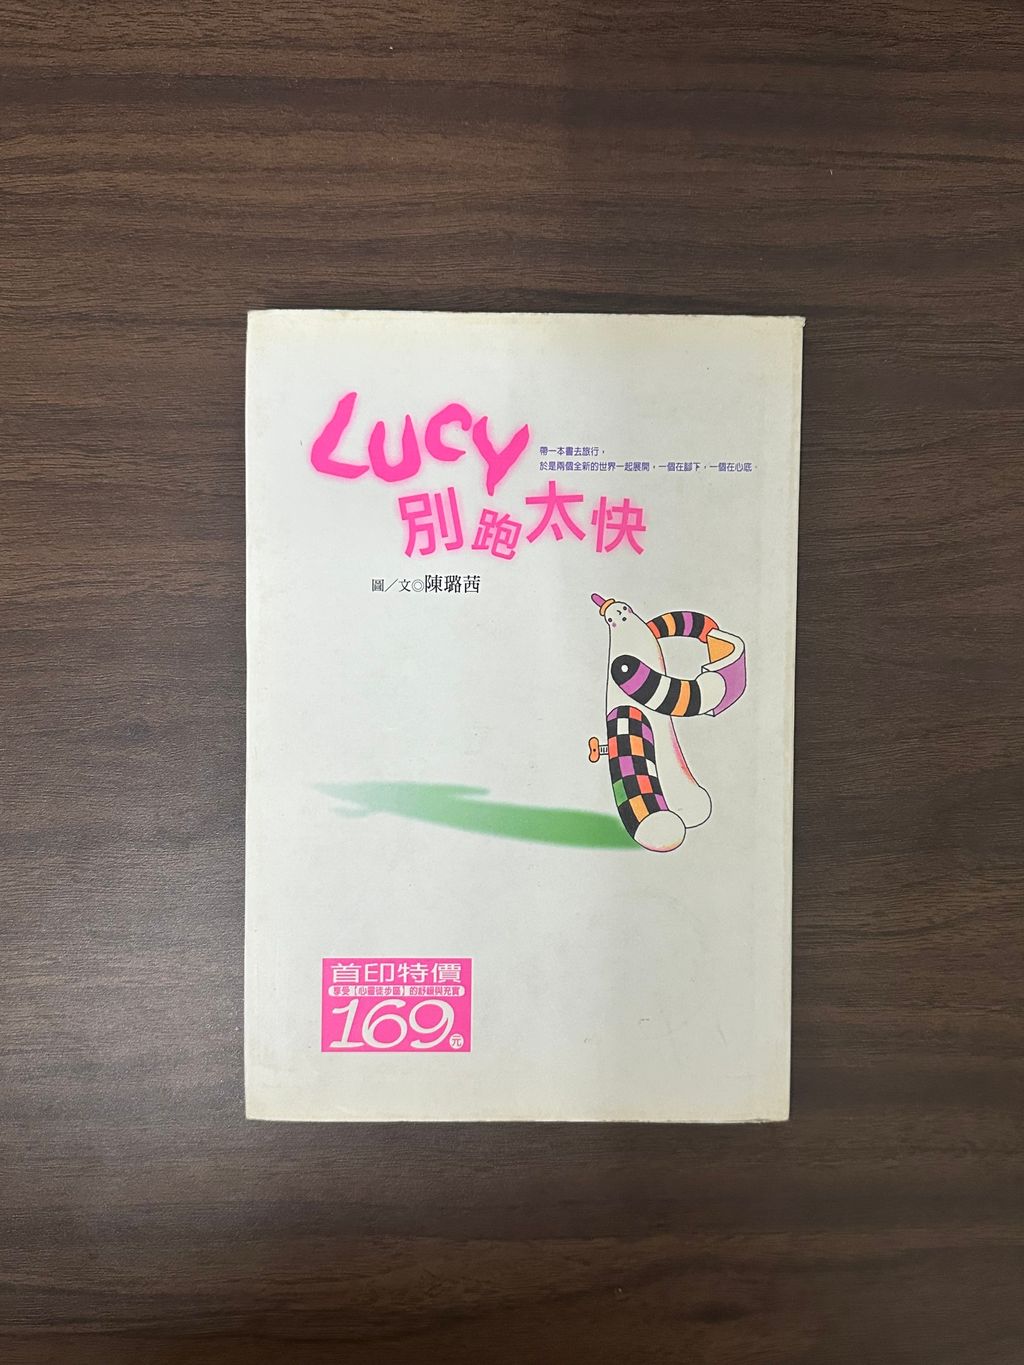 Lucy
帶一本書去旅行，
於是兩個全新的世界一起展開，一個在腳下，一個在心底。
別跑太快
圖／文◎陳璐茜
首印特價
享受【心靈徒步區】的舒緩與充實
169元